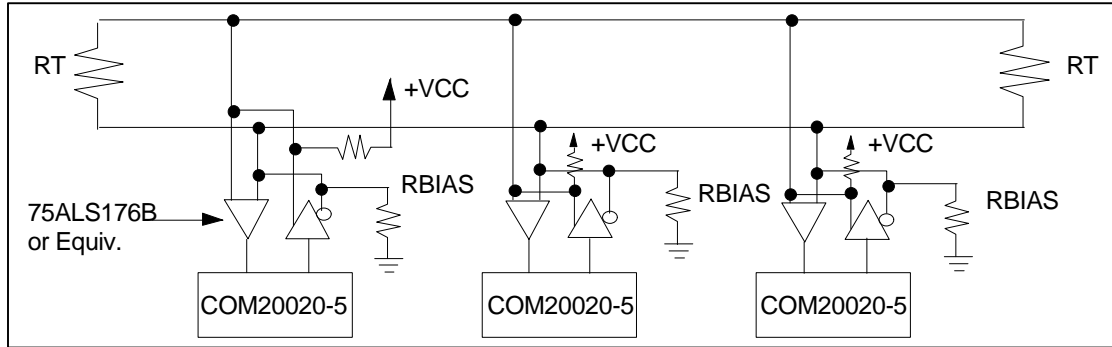 RT
RT
+VCC
+VCC
+VCC
RBIAS
RBIAS
RBIAS
75ALS176B
or Equiv.
COM20020-5
COM20020-5
COM20020-5